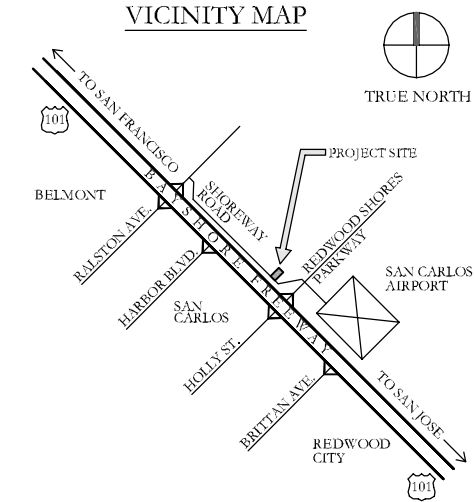 VICINITY MAP
TRUE NORTH
TO SAN FRANCISCO
101
PROJECT SITE
BELMONT
BAYSHORE FREEWAY
SHOREWAY
ROAD
REDWOOD SHORES
PARKWAY
RALSTON AVE.
HARBOR BLVD.
SAN CARLOS
AIRPORT
SAN
CARLOS
HOLLY ST.
BRITTAN AVE.
TO SAN JOSE
REDWOOD
CITY
101